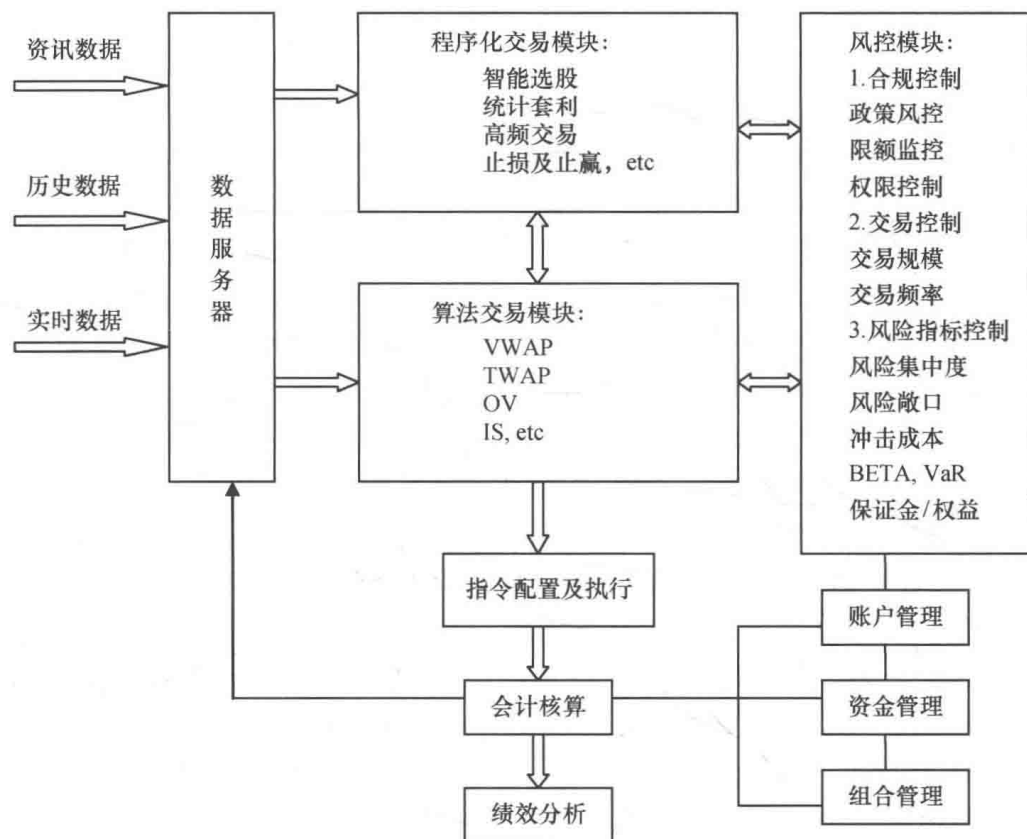 资讯数据
历史数据
实时数据
数
据
服
务
器
程序化交易模块：
智能选股
统计套利
高频交易
止损及止赢，etc
算法交易模块：
VWAP
TWAP
OV
IS, etc
风控模块：
1.合规控制
政策风控
限额监控
权限控制
2.交易控制
交易规模
交易频率
3.风险指标控制
风险集中度
风险敞口
冲击成本
BETA, VaR
保证金/权益
指令配置及执行
会计核算
绩效分析
账户管理
资金管理
组合管理